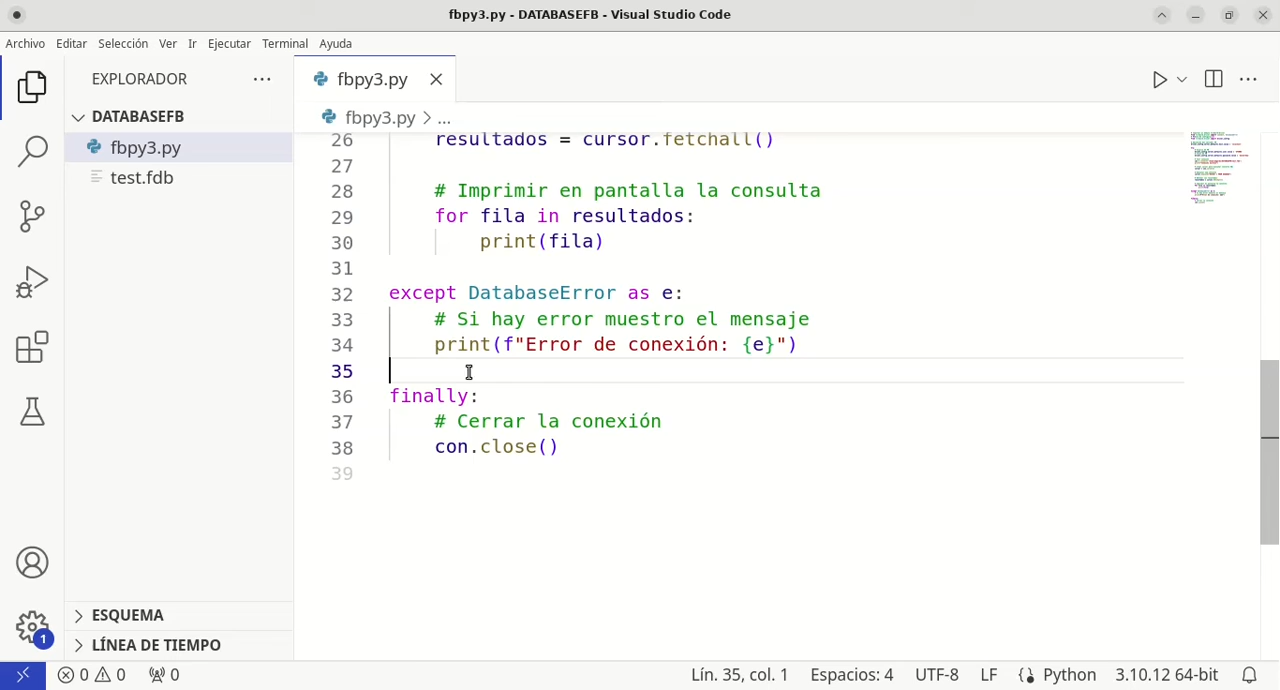 fbpy3.py - DATABASEFB - Visual Studio Code
Archivo Editar Selección Ver Ir Ejecutar Terminal Ayuda
EXPLORADOR
DATABASEFB
fbpy3.py
test.fdb
ESQUEMA
LÍNEA DE TIEMPO
1
fbpy3.py
fbpy3.py > ...
26 resultados = cursor.fetchall()
27
28 # Imprimir en pantalla la consulta
29 for fila in resultados:
30 print(fila)
31
32 except DatabaseError as e:
33 # Si hay error muestro el mensaje
34 print(f"Error de conexión: {e}")
35
36 finally:
37 # Cerrar la conexión
38 con.close()
39
0 0 0 Lín. 35, col. 1 Espacios: 4 UTF-8 LF Python 3.10.12 64-bit